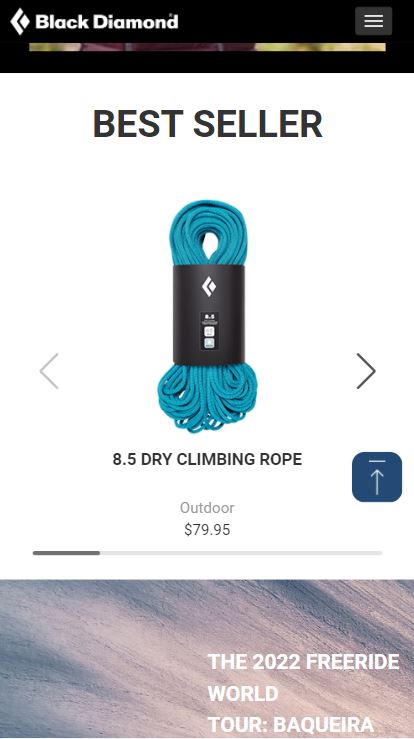 Black Diamond
BEST SELLER
8.5
8.5 DRY CLIMBING ROPE
Outdoor
$79.95
THE 2022 FREERIDE
WORLD
TOUR: BAQUEIRA